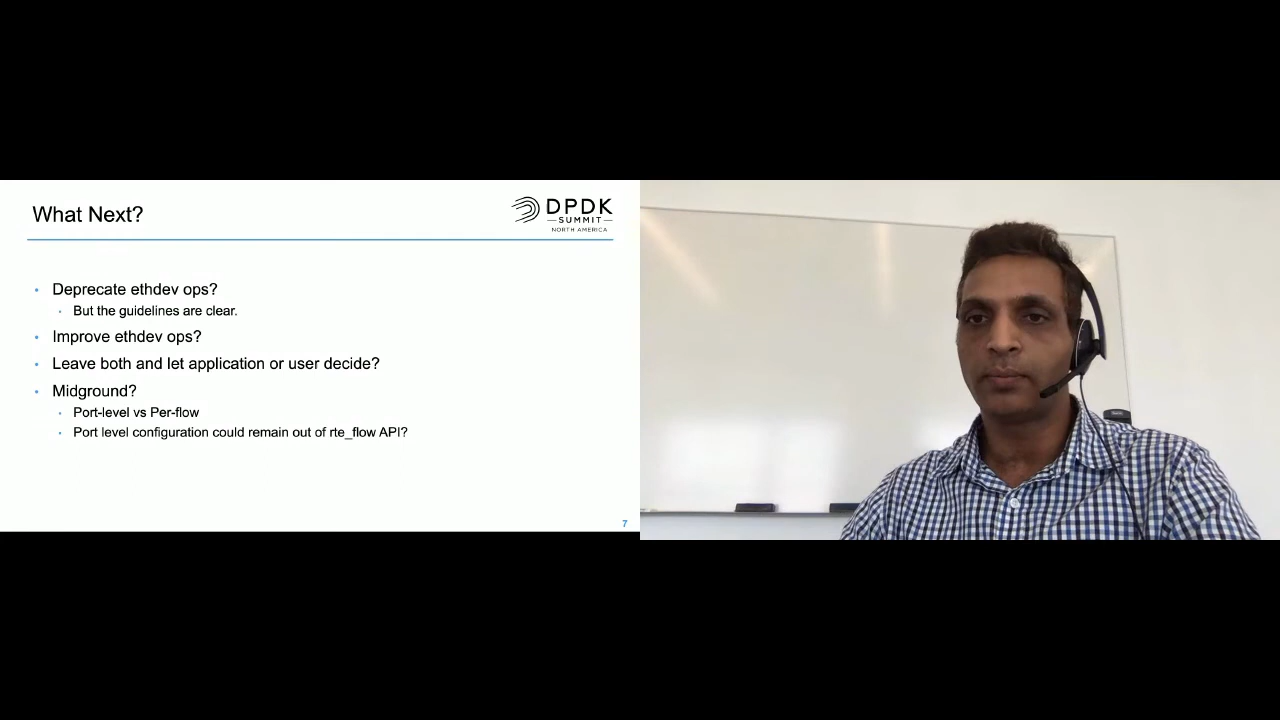 What Next?
DPDK
SUMMIT
NORTH AMERICA
Deprecate ethdev ops?
But the guidelines are clear.
Improve ethdev ops?
Leave both and let application or user decide?
Midground?
Port-level vs Per-flow
Port level configuration could remain out of rte_flow API?
7